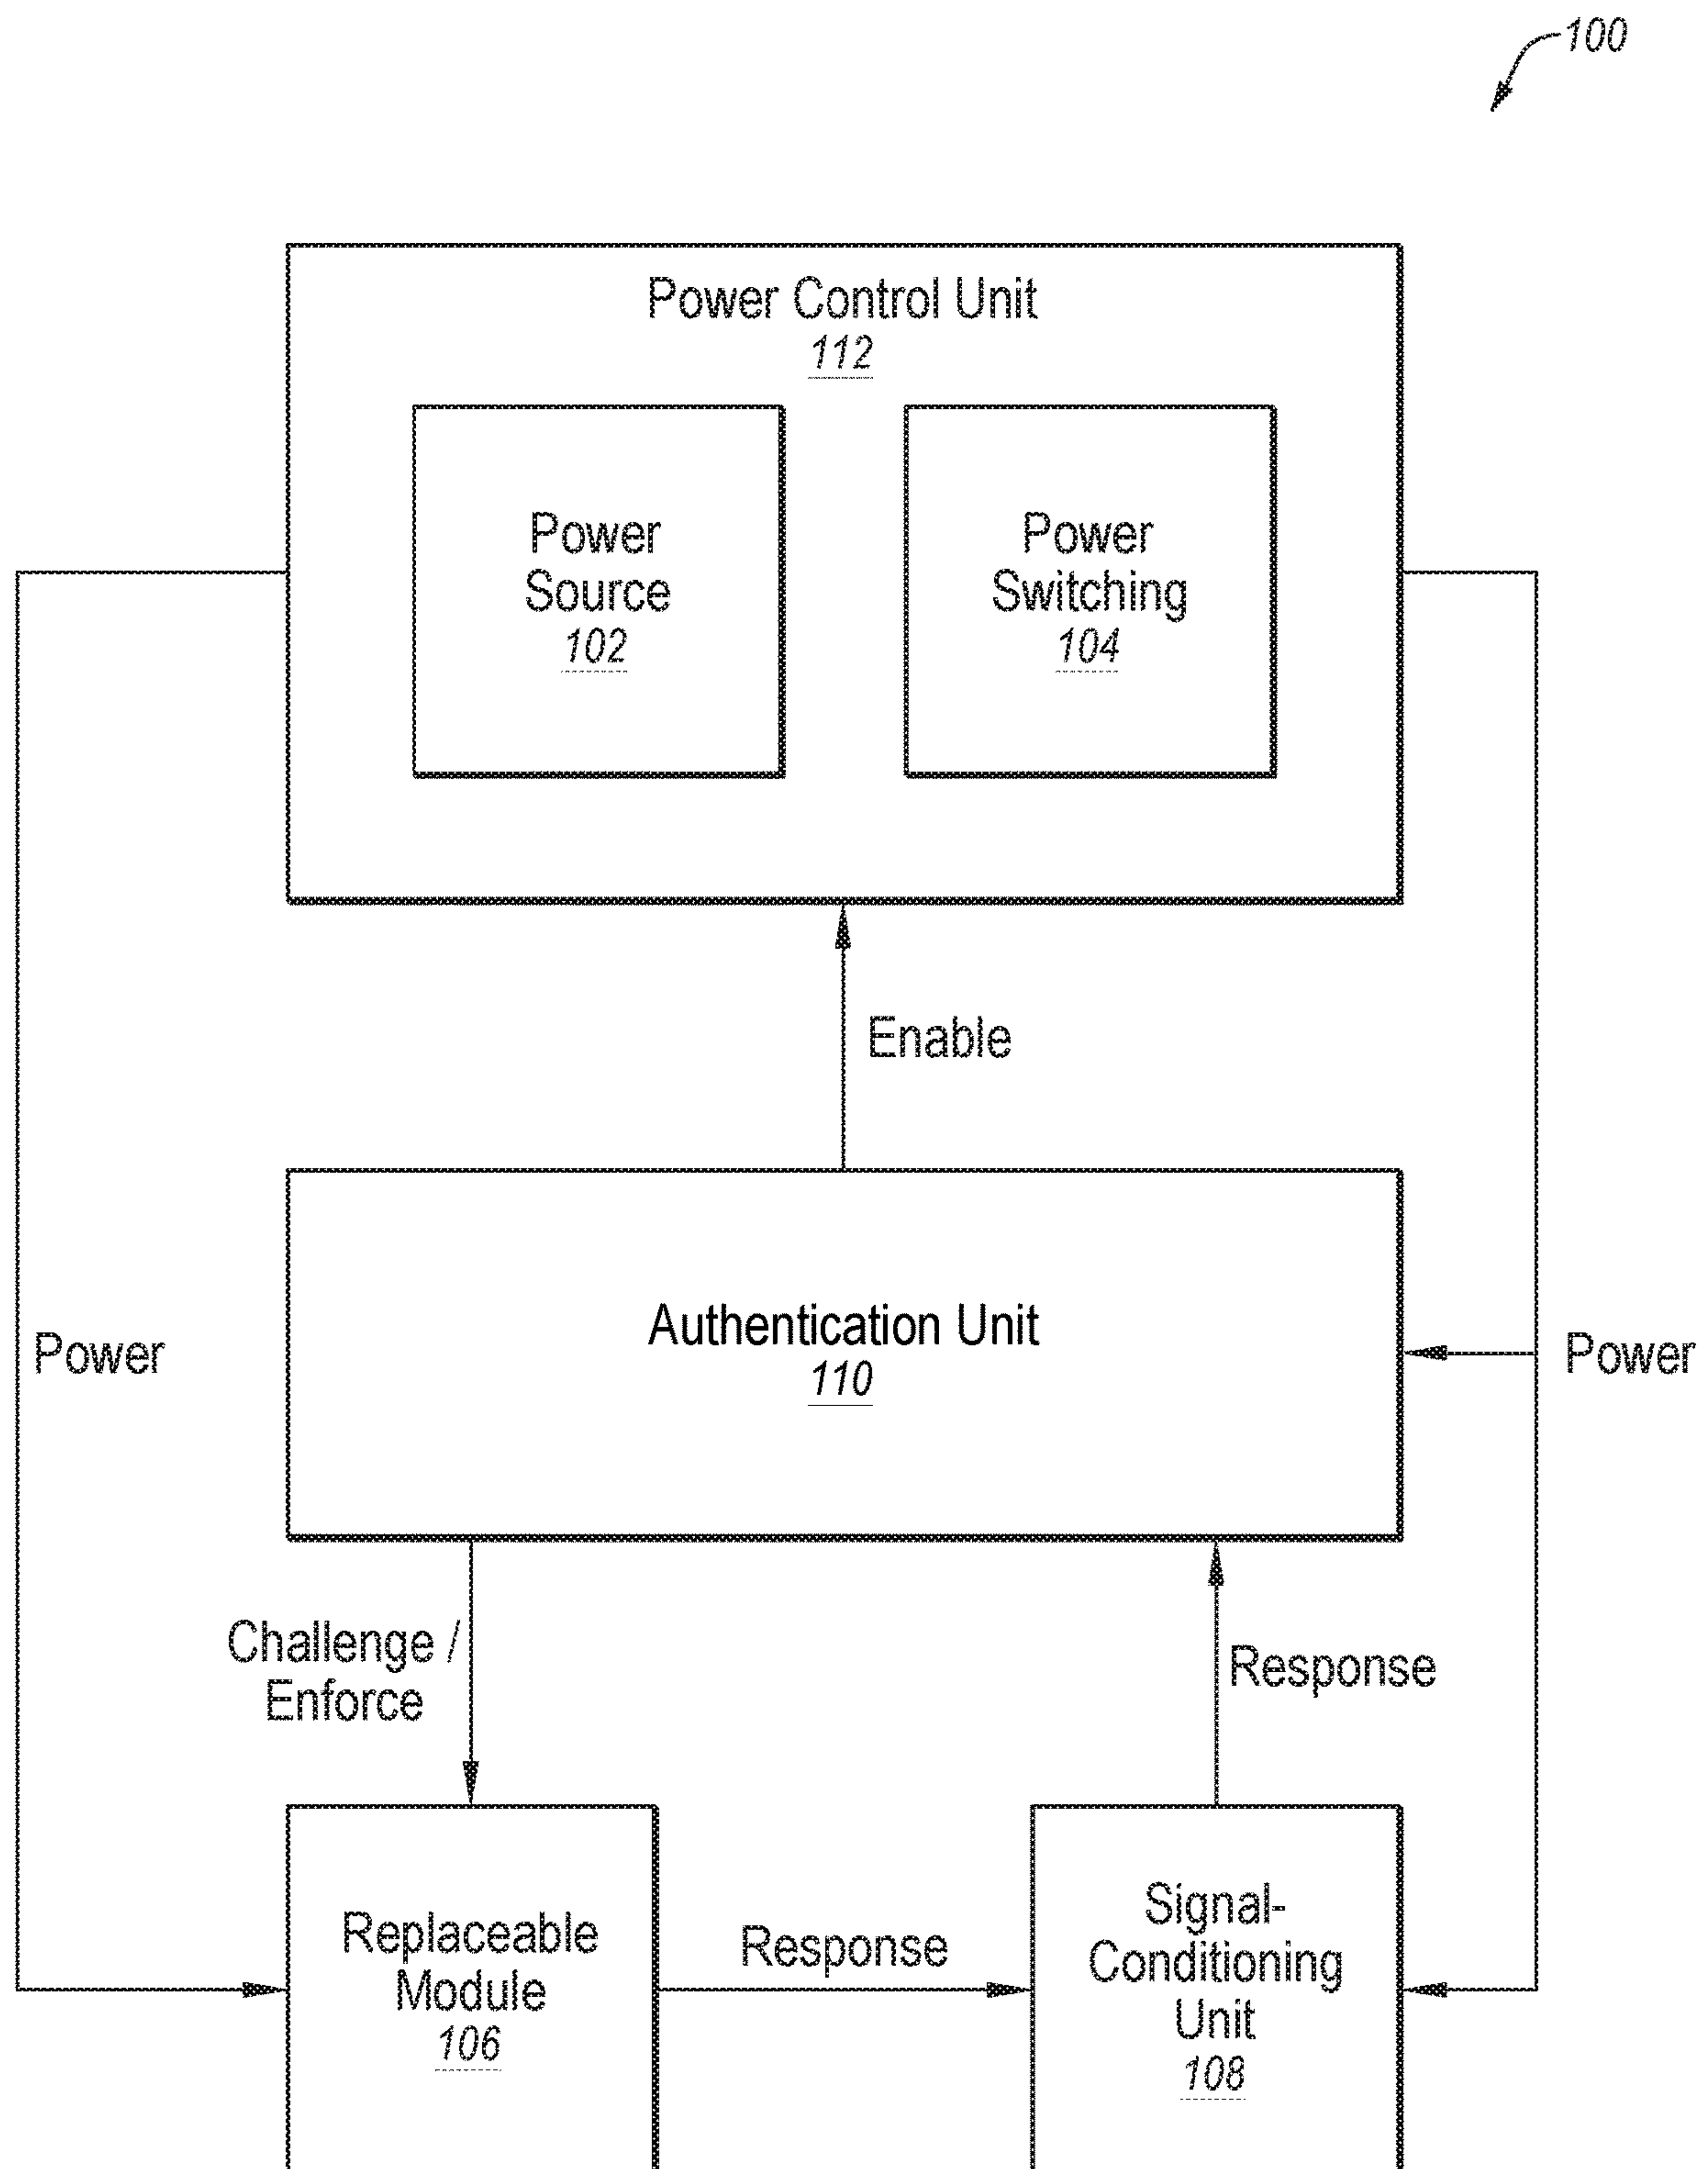 100
Power Control Unit
112
Power
Source
102
Power
Switching
104
Enable
Authentication Unit
110
Power
Power
Challenge /
Enforce
Response
Replaceable
Module
106
Response
Signal-
Conditioning
Unit
108